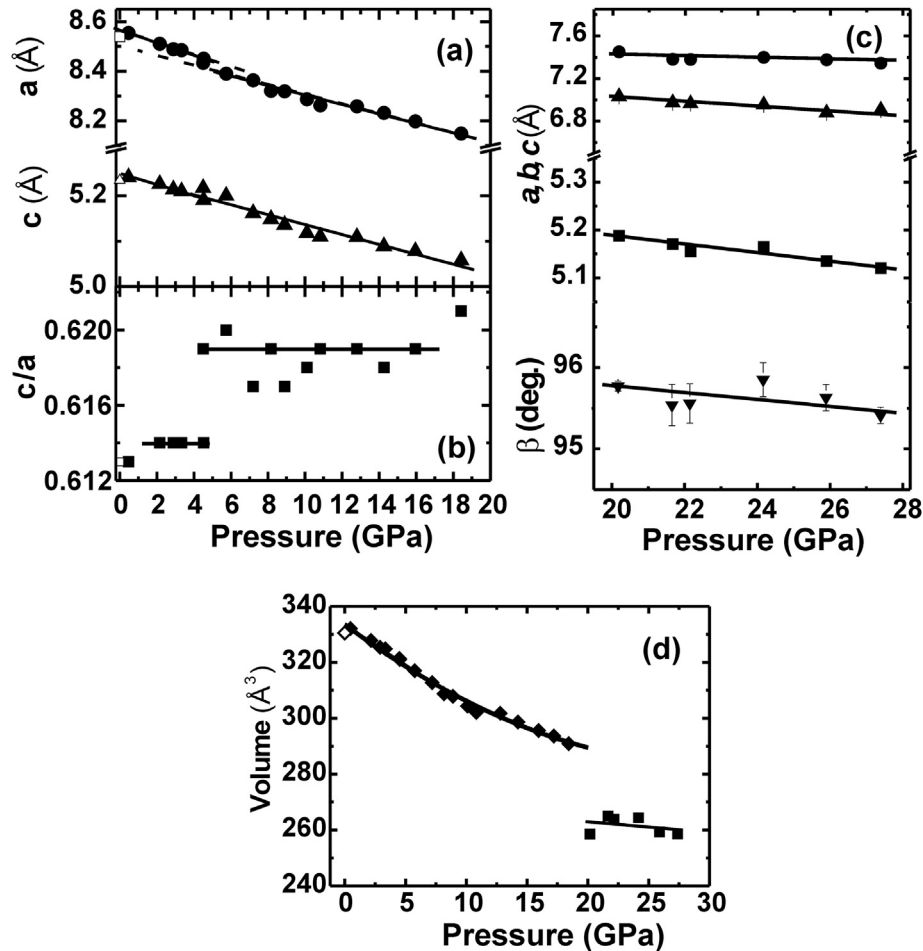 a (Å)
8.6
8.4
8.2
(a)
c (Å)
5.2
5.0
c/a
0.620
0.616
0.612
(b)
0 2 4 6 8 10 12 14 16 18 20
Pressure (GPa)
a,b,c(Å)
7.6
7.2
6.8
5.3
5.2
5.1
(c)
β (deg.)
96
95
20 22 24 26 28
Pressure (GPa)
Volume (Å³)
340
320
300
280
260
240
(d)
0 5 10 15 20 25 30
Pressure (GPa)